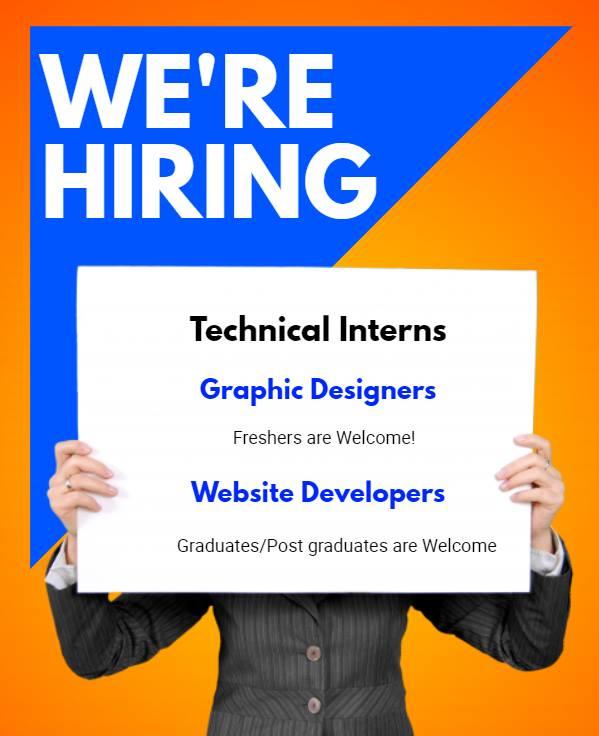 WE'RE
HIRING
Technical Interns
Graphic Designers
Freshers are Welcome!
Website Developers
Graduates/Post graduates are Welcome